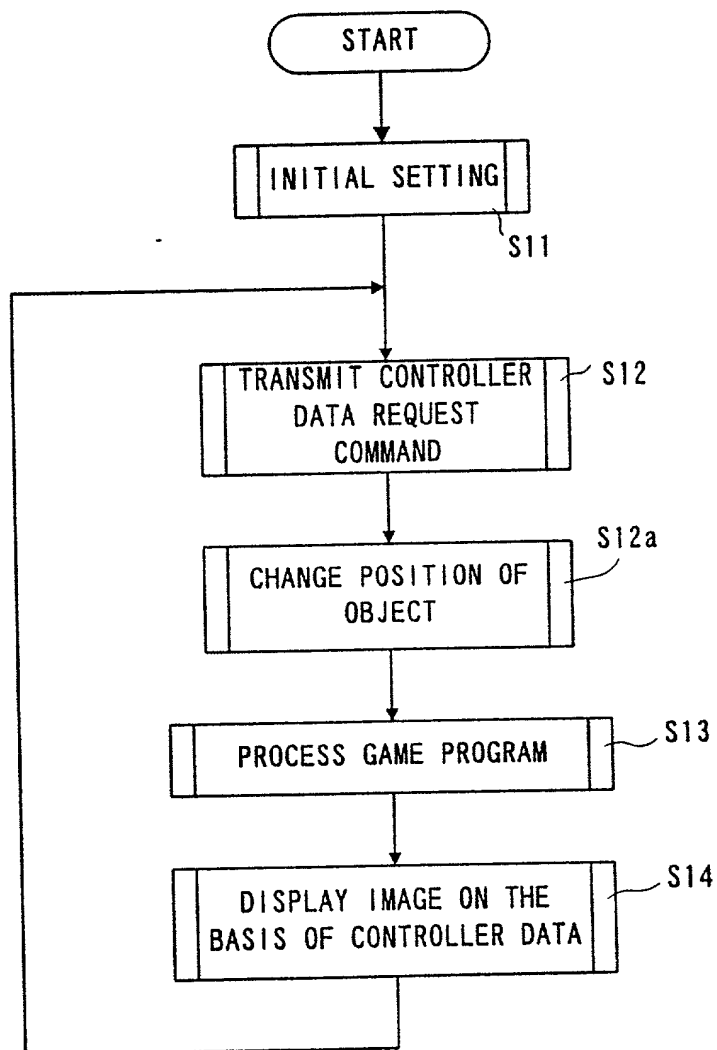 START
INITIAL SETTING
S11
TRANSMIT CONTROLLER
DATA REQUEST
COMMAND
S12
CHANGE POSITION OF
OBJECT
S12a
PROCESS GAME PROGRAM
S13
DISPLAY IMAGE ON THE
BASIS OF CONTROLLER DATA
S14